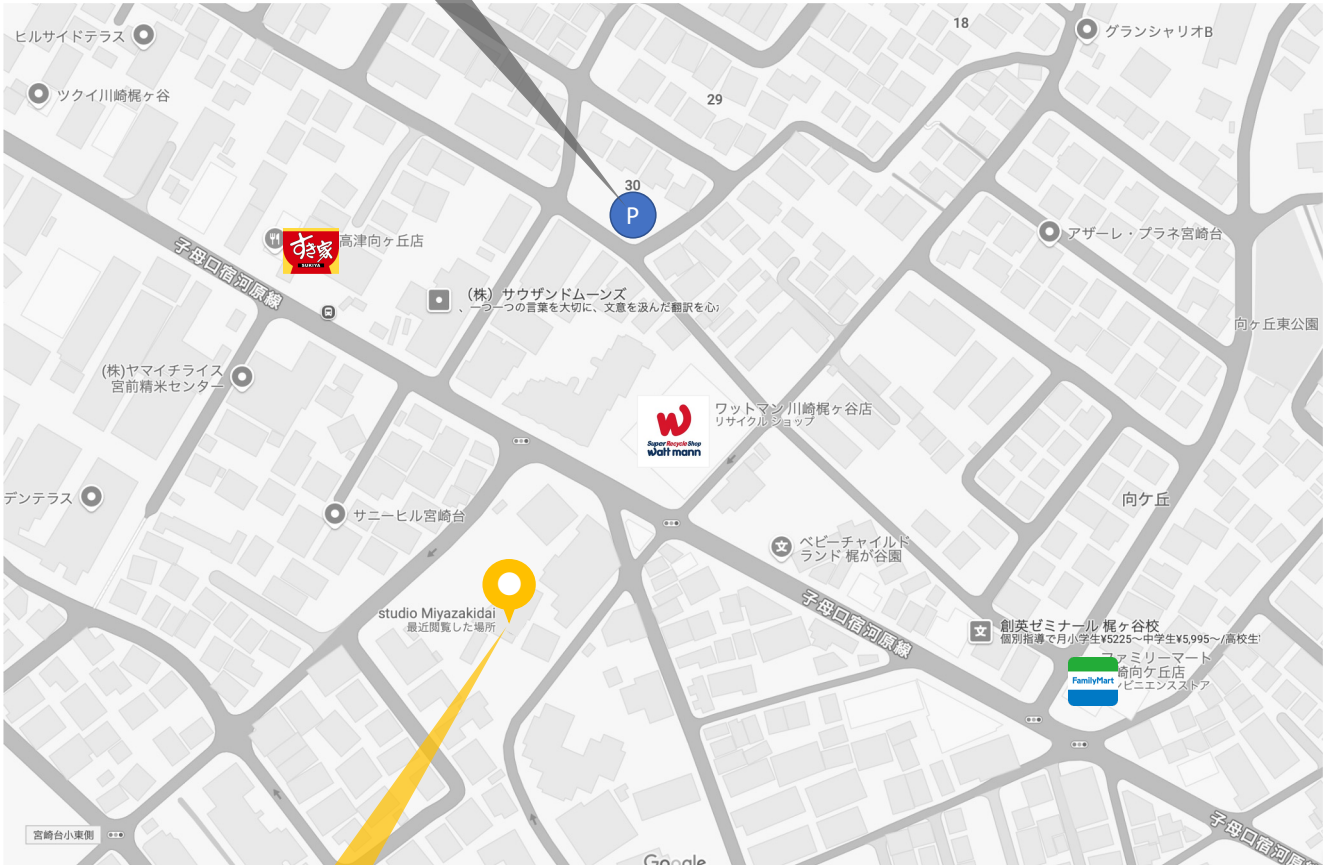 18
ヒルサイドテラス
グランシャリオB
ツクイ川崎梶ヶ谷
29
30
P
すき家
SUKIYA
高津向ヶ丘店
アザーレ・プラネ宮崎台
子母口宿河原線
(株) サウザンドムーンズ
、一つ一つの言葉を大切に、文意を汲んだ翻訳を心
向ヶ丘東公園
(株)ヤマイチライス
宮前精米センター
W
Super Recycle Shop
watt mann
ワットマン 川崎梶ヶ谷店
リサイクル ショップ
デンテラス
サニーヒル宮崎台
向ケ丘
文
ベビーチャイルド
ランド 梶が谷園
studio Miyazakidai
最近閲覧した場所
子母口宿河原線
文
創英ゼミナール 梶ヶ谷校
個別指導で月小学生¥5225~中学生¥5,995~/高校生
ファミリーマート
崎向ケ丘店
FamilyMart
ンビニエンスストア
子母口宿河原
宮崎台小東側
Google